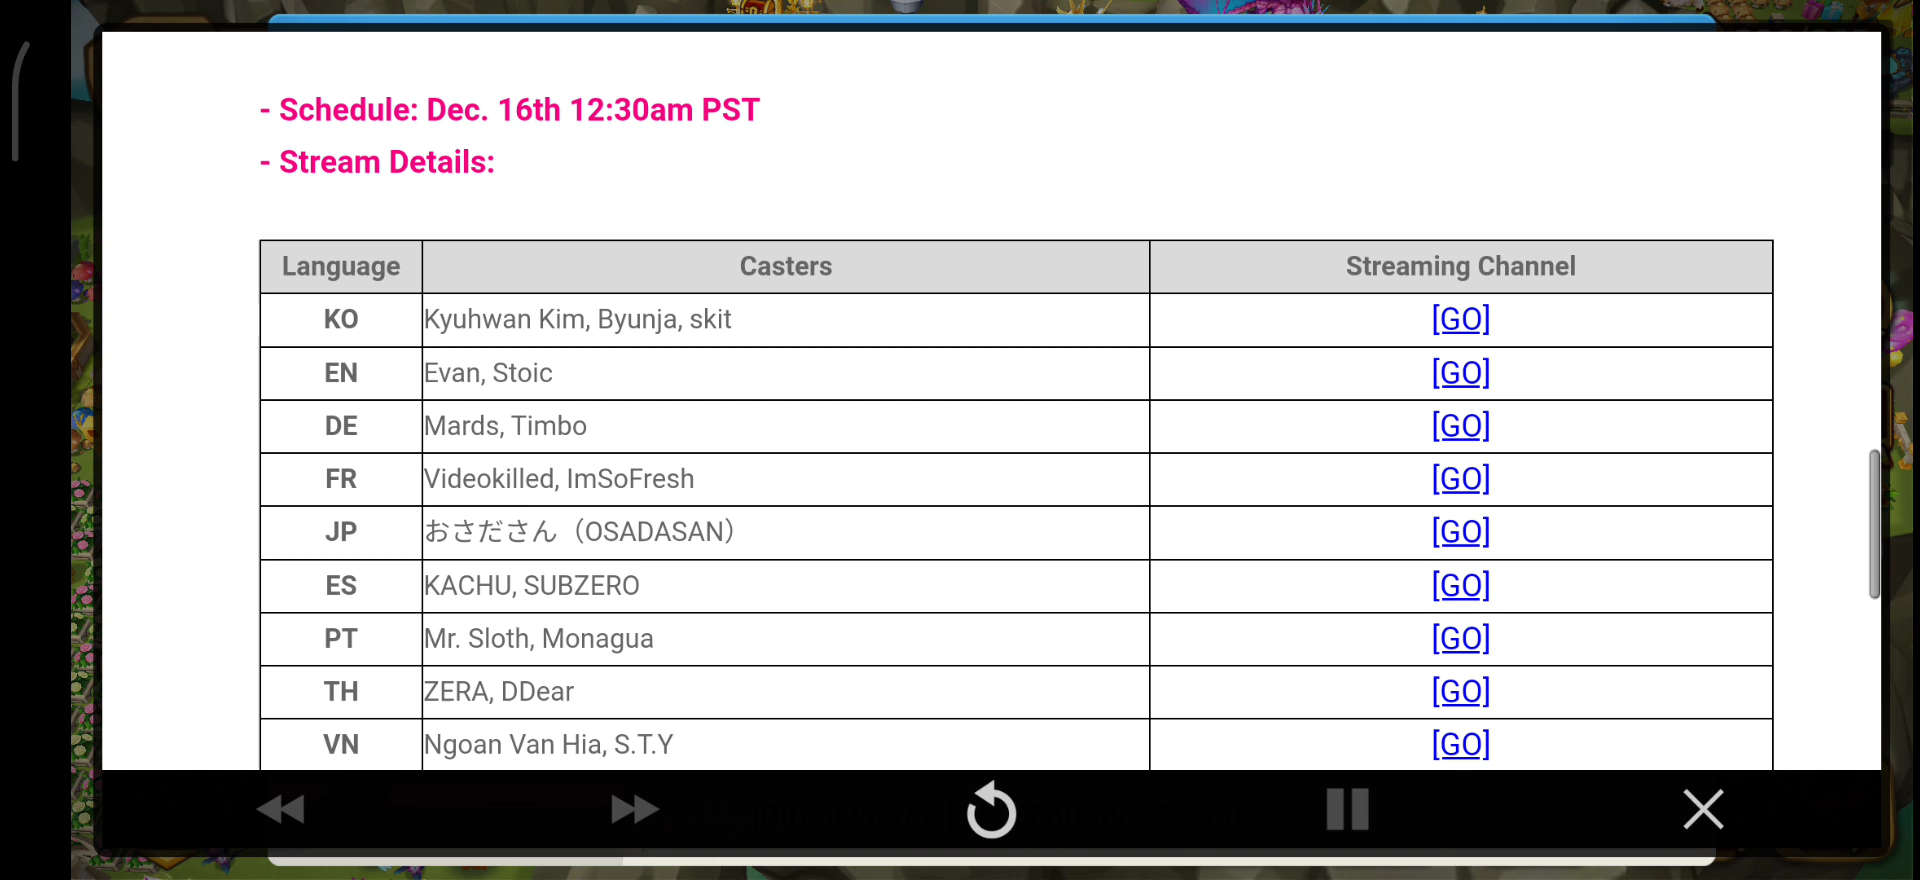 - Schedule: Dec. 16th 12:30am PST
- Stream Details:
Language Casters Streaming Channel
KO Kyuhwan Kim, Byunja, skit [GO]
EN Evan, Stoic [GO]
DE Mards, Timbo [GO]
FR Videokilled, ImSoFresh [GO]
JP おさださん（OSADASAN） [GO]
ES KACHU, SUBZERO [GO]
PT Mr. Sloth, Monagua [GO]
TH ZERA, DDear [GO]
VN Ngoan Van Hia, S.T.Y [GO]